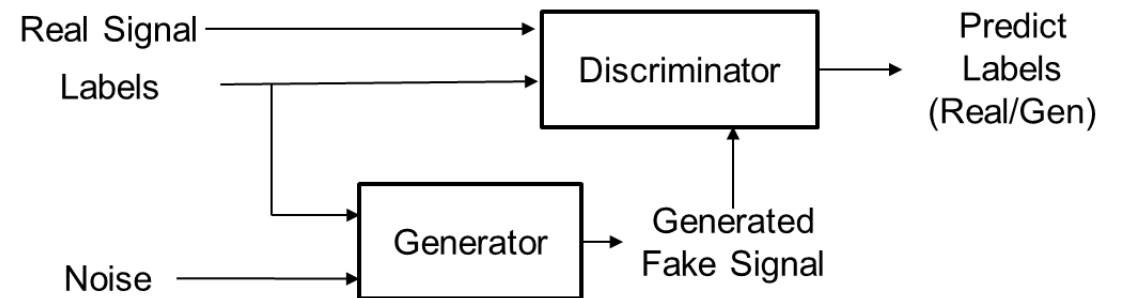 Real Signal
Labels
Discriminator
Predict
Labels
(Real/Gen)
Generator
Generated
Fake Signal
Noise